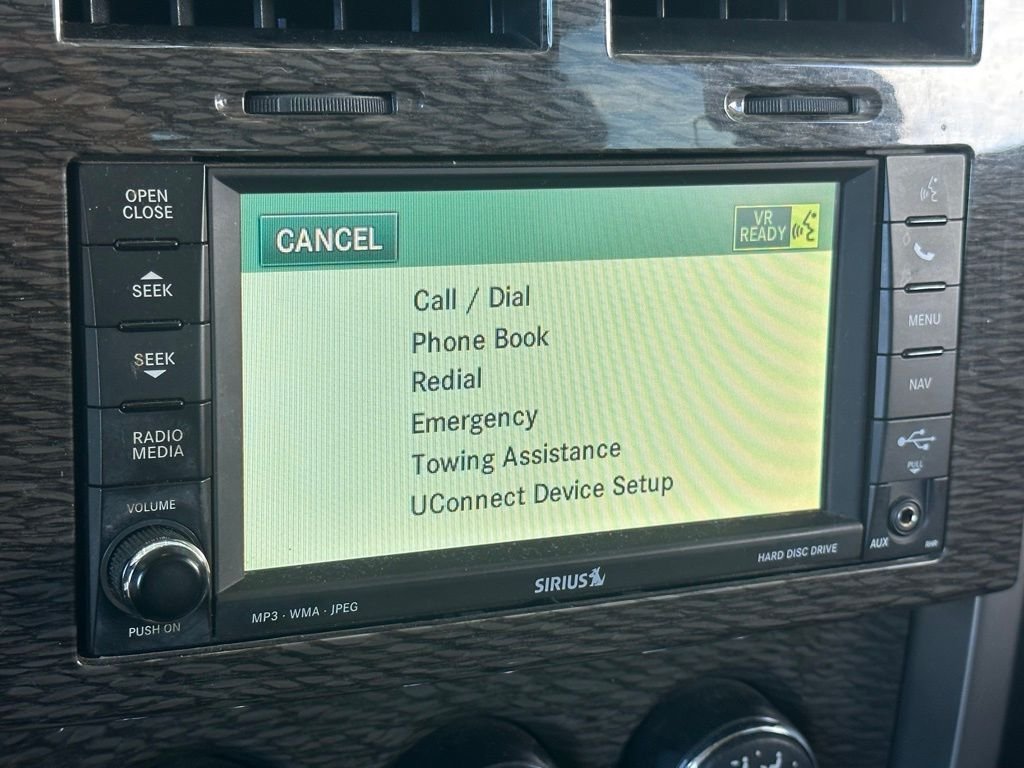 OPEN
CLOSE
SEEK
SEEK
RADIO
MEDIA
VOLUME
PUSH ON
CANCEL
VR
READY
Call / Dial
Phone Book
Redial
Emergency
Towing Assistance
UConnect Device Setup
MP3 · WMA · JPEG
SIRIUS
HARD DISC DRIVE
MENU
NAV
PULL
AUX